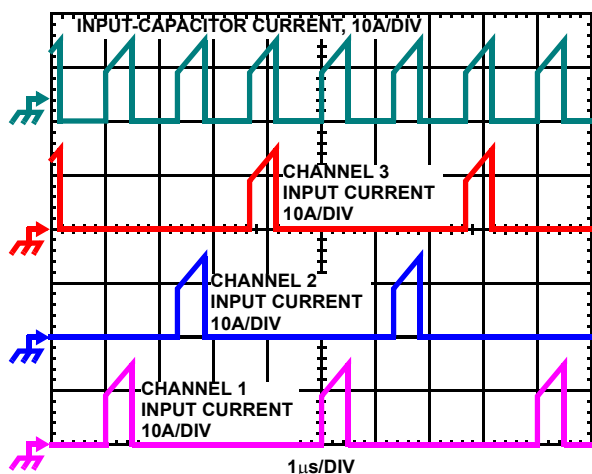 INPUT-CAPACITOR CURRENT, 10A/DIV
CHANNEL 3
INPUT CURRENT
10A/DIV
CHANNEL 2
INPUT CURRENT
10A/DIV
CHANNEL 1
INPUT CURRENT
10A/DIV
1μs/DIV